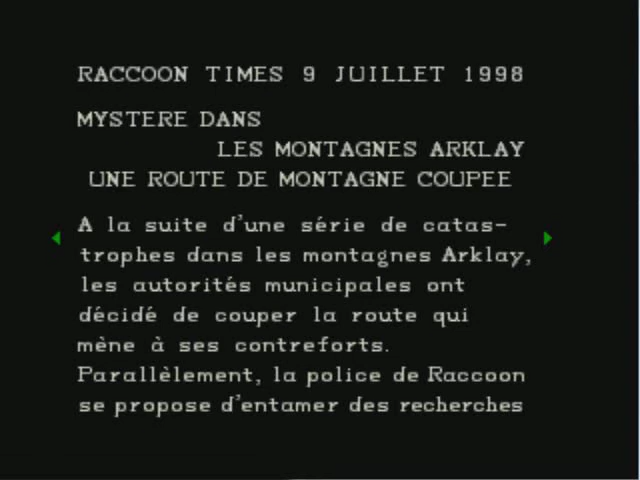 RACCOON TIMES 9 JUILLET 1998
MYSTERE DANS
LES MONTAGNES ARKLAY
UNE ROUTE DE MONTAGNE COUPEE
A la suite d'une série de catas-
trophes dans les montagnes Arklay,
les autorités municipales ont
décidé de couper la route qui
mène à ses contreforts.
Parallèlement, la police de Raccoon
se propose d'entamer des recherches